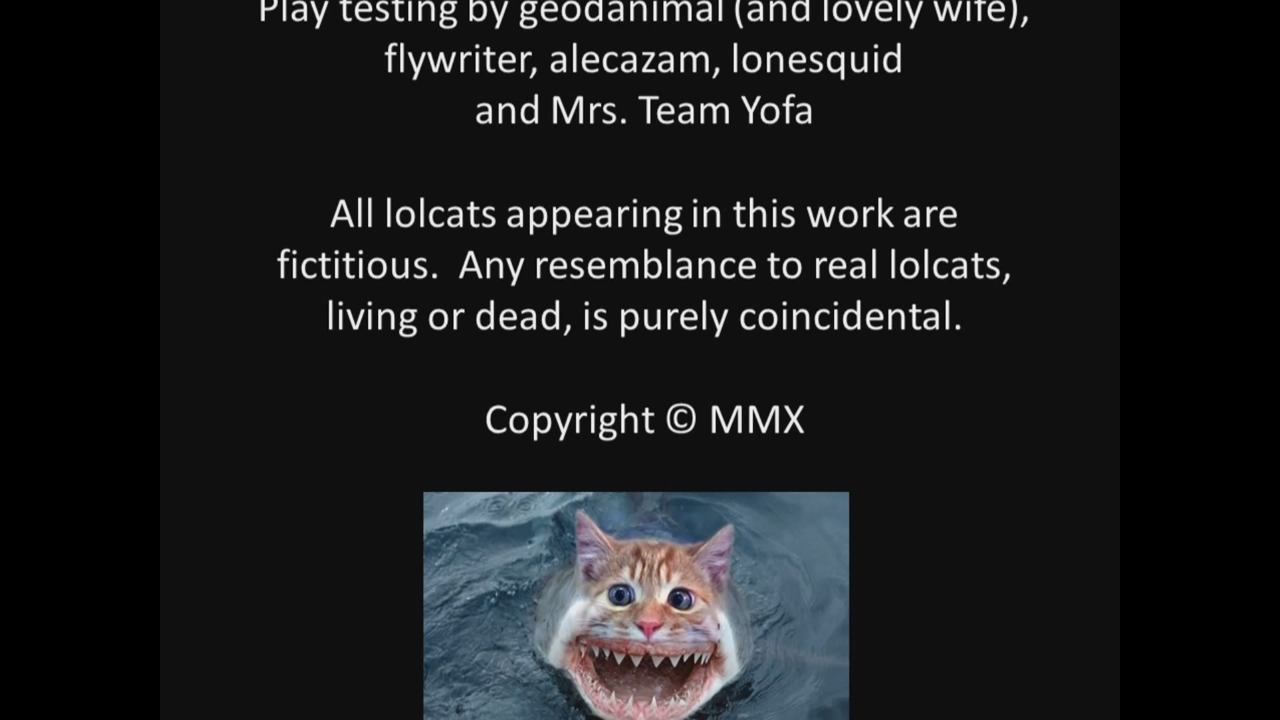 Play testing by geodanimal (and lovely wife),
flywriter, alecazam, lonesquid
and Mrs. Team Yofa
All lolcats appearing in this work are
fictitious.  Any resemblance to real lolcats,
living or dead, is purely coincidental.
Copyright © MMX